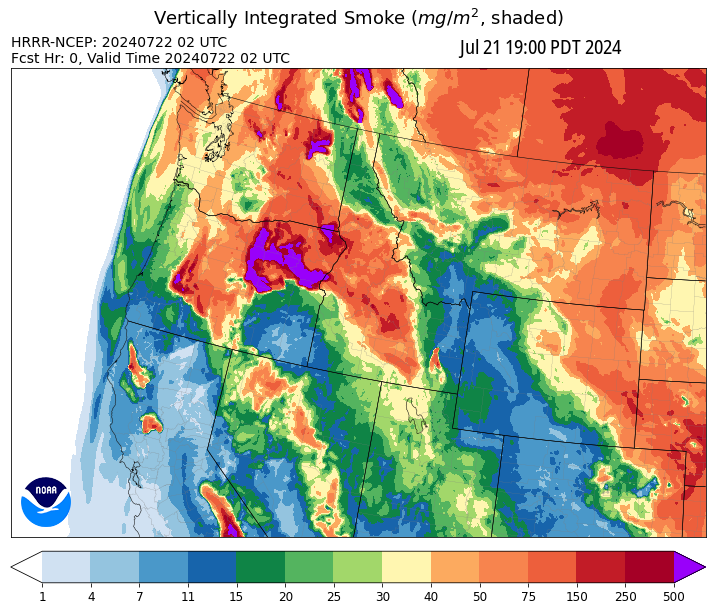 Vertically Integrated Smoke (mg/m², shaded)
HRRR-NCEP: 20240722 02 UTC
Jul 21 19:00 PDT 2024
Fcst Hr: 0, Valid Time 20240722 02 UTC
NOAA
1 4 7 11 15 20 25 30 40 50 75 150 250 500